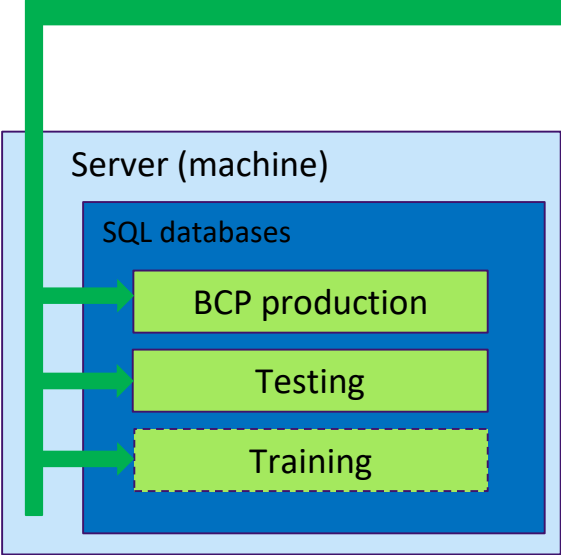 Server (machine)
SQL databases
BCP production
Testing
Training